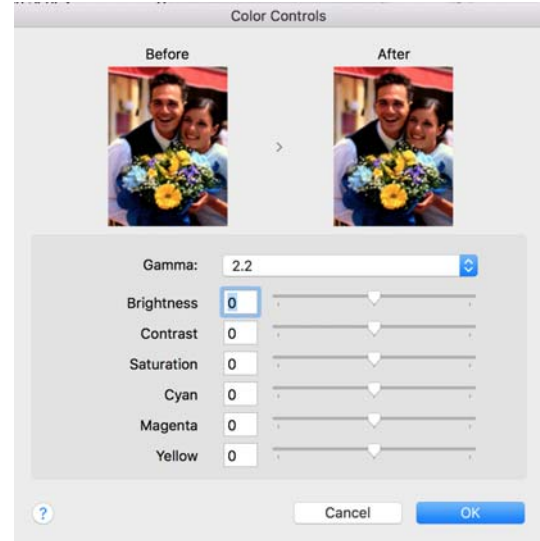 Color Controls
Before After
>
Gamma: 2.2
Brightness 0
Contrast 0
Saturation 0
Cyan 0
Magenta 0
Yellow 0
? Cancel OK